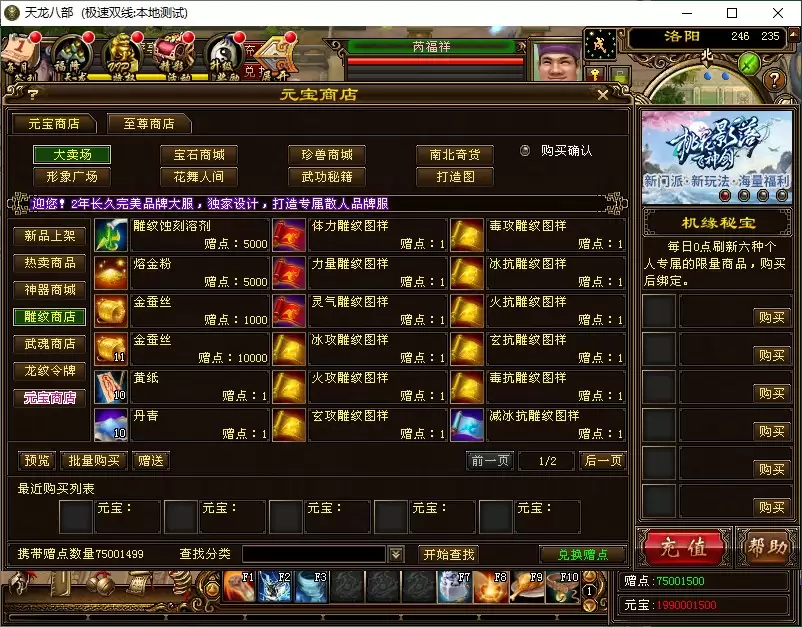 天龙八部 (极速双线:本地测试)
芮福祥
洛阳 246 235
北
元宝商店
元宝商店 至尊商店
大卖场 宝石商城 珍兽商城 南北奇货 购买确认
形象广场 花舞人间 武功秘籍 打造图
迎您! 2年长久完美品牌大服，独家设计，打造专属散人品牌服
新品上架
热卖商品
神器商城
雕纹商店
武魂商店
龙纹令牌
元宝商店
雕纹蚀刻溶剂 赠点：5000
体力雕纹图样 赠点：1
毒攻雕纹图样 赠点：1
熔金粉 赠点：5000
力量雕纹图样 赠点：1
冰抗雕纹图样 赠点：1
金蚕丝 赠点：1000
灵气雕纹图样 赠点：1
火抗雕纹图样 赠点：1
金蚕丝 11 赠点：10000
冰攻雕纹图样 赠点：1
玄抗雕纹图样 赠点：1
黄纸 10 赠点：1
火攻雕纹图样 赠点：1
毒抗雕纹图样 赠点：1
丹青 10 赠点：1
玄攻雕纹图样 赠点：1
减冰抗雕纹图样 赠点：1
预览 批量购买 赠送 前一页 1/2 后一页
最近购买列表
元宝： 元宝： 元宝： 元宝： 元宝：
携带赠点数量75001499 查找分类 开始查找 兑换赠点
新门派·新玩法·海量福利
机缘秘宝
每日0点刷新六种个
人专属的限量商品，购买
后绑定。
购买
购买
购买
购买
购买
购买
充值 帮助
F1 F2 F3 F7 F8 F9 F10 1
赠点:75001500
元宝:1990001500